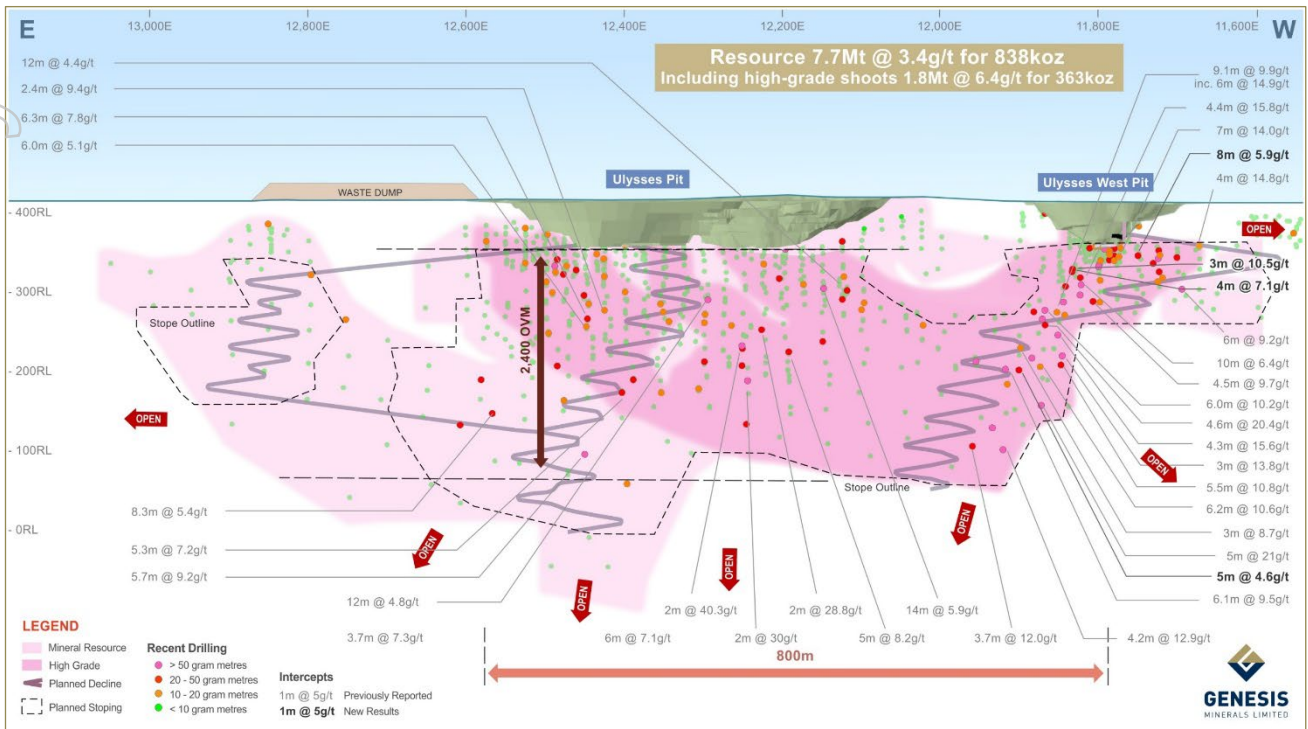 13,000E
12,800E
12,600E
12,400E
12,200E
12,000E
11,800E
11,600E
E
W
Resource 7.7Mt @ 3.4g/t for 838koz
Including high-grade shoots 1.8Mt @ 6.4g/t for 363koz
12m @ 4.4g/t
2.4m @ 9.4g/t
6.3m @ 7.8g/t
6.0m @ 5.1g/t
9.1m @ 9.9g/t
inc. 6m @ 14.9g/t
4.4m @ 15.8g/t
7m @ 14.0g/t
8m @ 5.9g/t
4m @ 14.8g/t
WASTE DUMP
Ulysses Pit
Ulysses West Pit
- 400RL
- 300RL
- 200RL
- 100RL
- 0RL
OPEN
3m @ 10.5g/t
4m @ 7.1g/t
Stope Outline
2,400 OVM
6m @ 9.2g/t
10m @ 6.4g/t
4.5m @ 9.7g/t
6.0m @ 10.2g/t
4.6m @ 20.4g/t
4.3m @ 15.6g/t
3m @ 13.8g/t
5.5m @ 10.8g/t
6.2m @ 10.6g/t
3m @ 8.7g/t
5m @ 21g/t
5m @ 4.6g/t
6.1m @ 9.5g/t
OPEN
OPEN
Stope Outline
8.3m @ 5.4g/t
5.3m @ 7.2g/t
5.7m @ 9.2g/t
OPEN
OPEN
OPEN
OPEN
12m @ 4.8g/t
2m @ 40.3g/t
2m @ 28.8g/t
14m @ 5.9g/t
3.7m @ 7.3g/t
6m @ 7.1g/t
2m @ 30g/t
5m @ 8.2g/t
3.7m @ 12.0g/t
4.2m @ 12.9g/t
800m
LEGEND
Mineral Resource
High Grade
Planned Decline
Planned Stoping
Recent Drilling
> 50 gram metres
20 - 50 gram metres
10 - 20 gram metres
< 10 gram metres
Intercepts
1m @ 5g/t Previously Reported
1m @ 5g/t New Results
GENESIS
MINERALS LIMITED